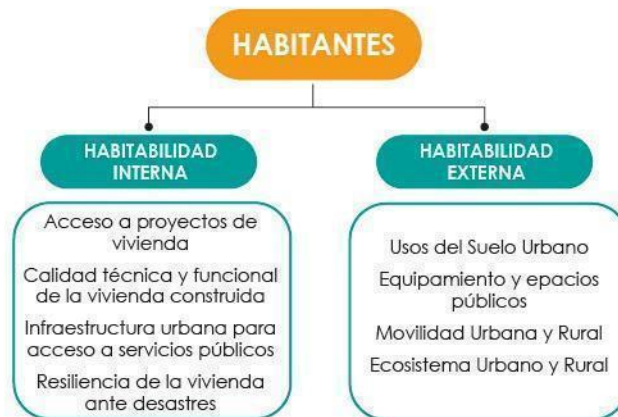 HABITANTES
HABITABILIDAD
INTERNA
Acceso a proyectos de
vivienda
Calidad técnica y funcional
de la vivienda construida
Infraestructura urbana para
acceso a servicios públicos
Resiliencia de la vivienda
ante desastres
HABITABILIDAD
EXTERNA
Usos del Suelo Urbano
Equipamiento y epacios
públicos
Movilidad Urbana y Rural
Ecosistema Urbano y Rural